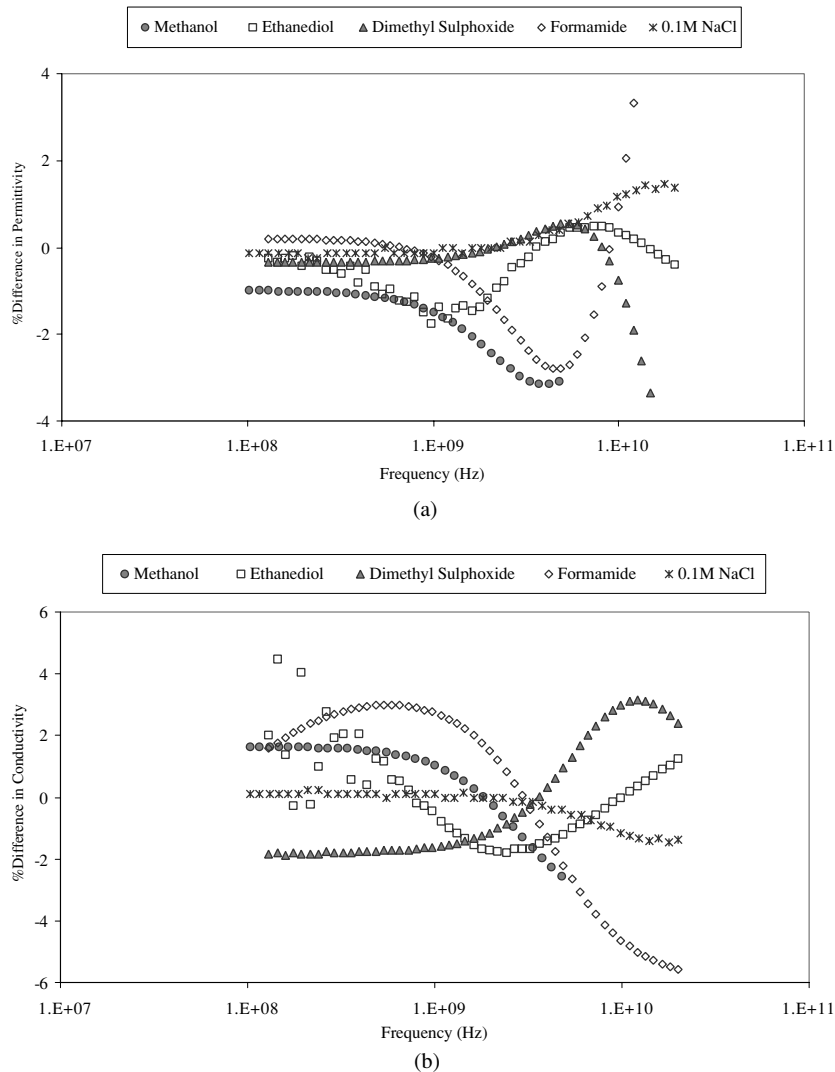 Methanol Ethanediol Dimethyl Sulphoxide Formamide 0.1M NaCl
4
2
0
-2
-4
%Difference in Permittivity
1.E+07 1.E+08 1.E+09 1.E+10 1.E+11
Frequency (Hz)
(a)
Methanol Ethanediol Dimethyl Sulphoxide Formamide 0.1M NaCl
6
4
2
0
-2
-4
-6
%Difference in Conductivity
1.E+07 1.E+08 1.E+09 1.E+10 1.E+11
Frequency (Hz)
(b)